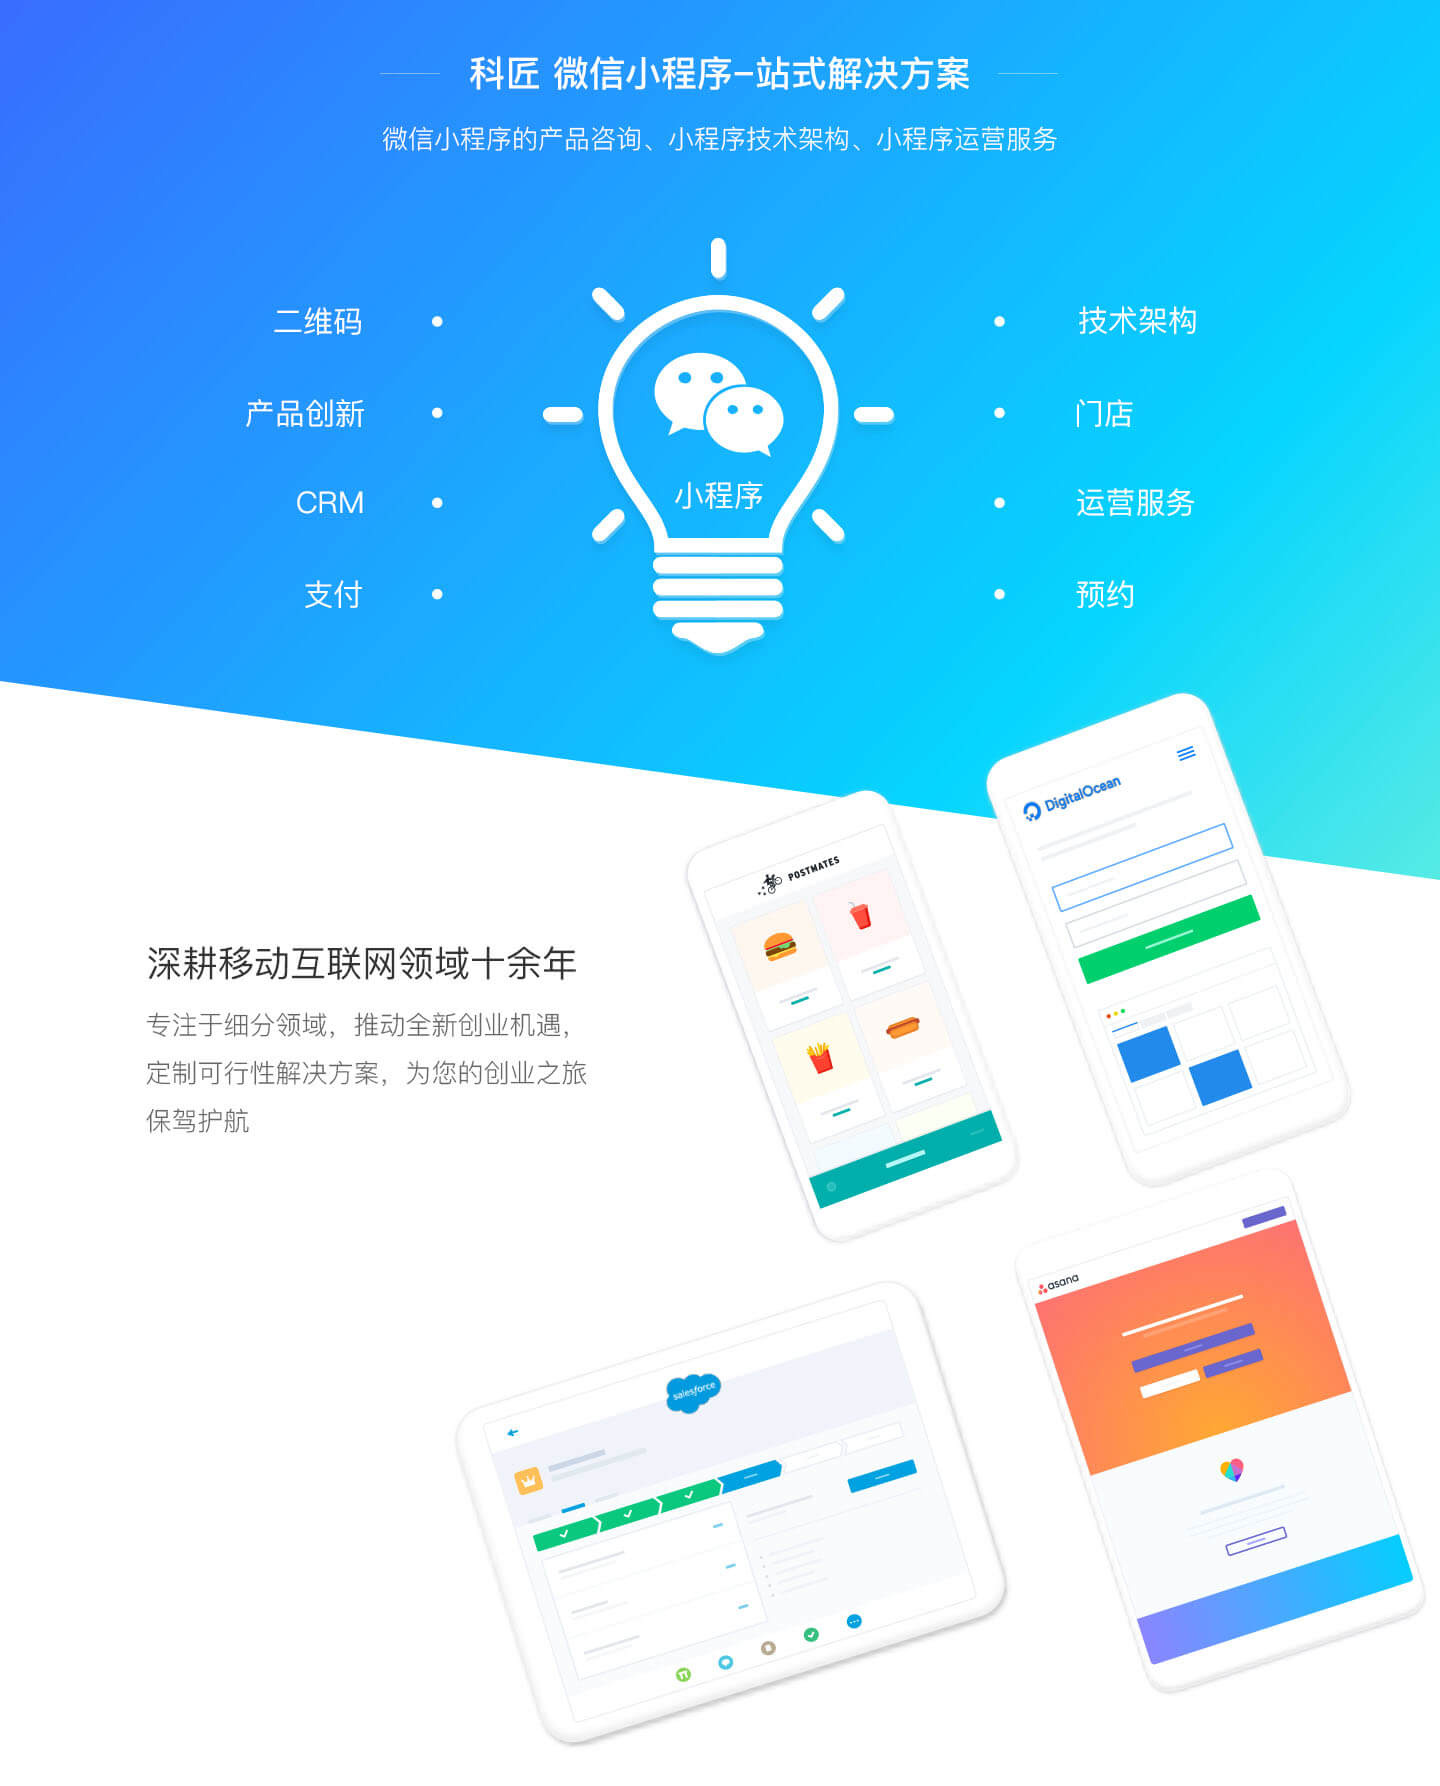 科匠 微信小程序-站式解决方案
微信小程序的产品咨询、小程序技术架构、小程序运营服务
二维码
技术架构
产品创新
门店
小程序
CRM
运营服务
支付
预约
DigitalOcean
POSTMATES
深耕移动互联网领域十余年
专注于细分领域，推动全新创业机遇，
定制可行性解决方案，为您的创业之旅
保驾护航
asana
salesforce